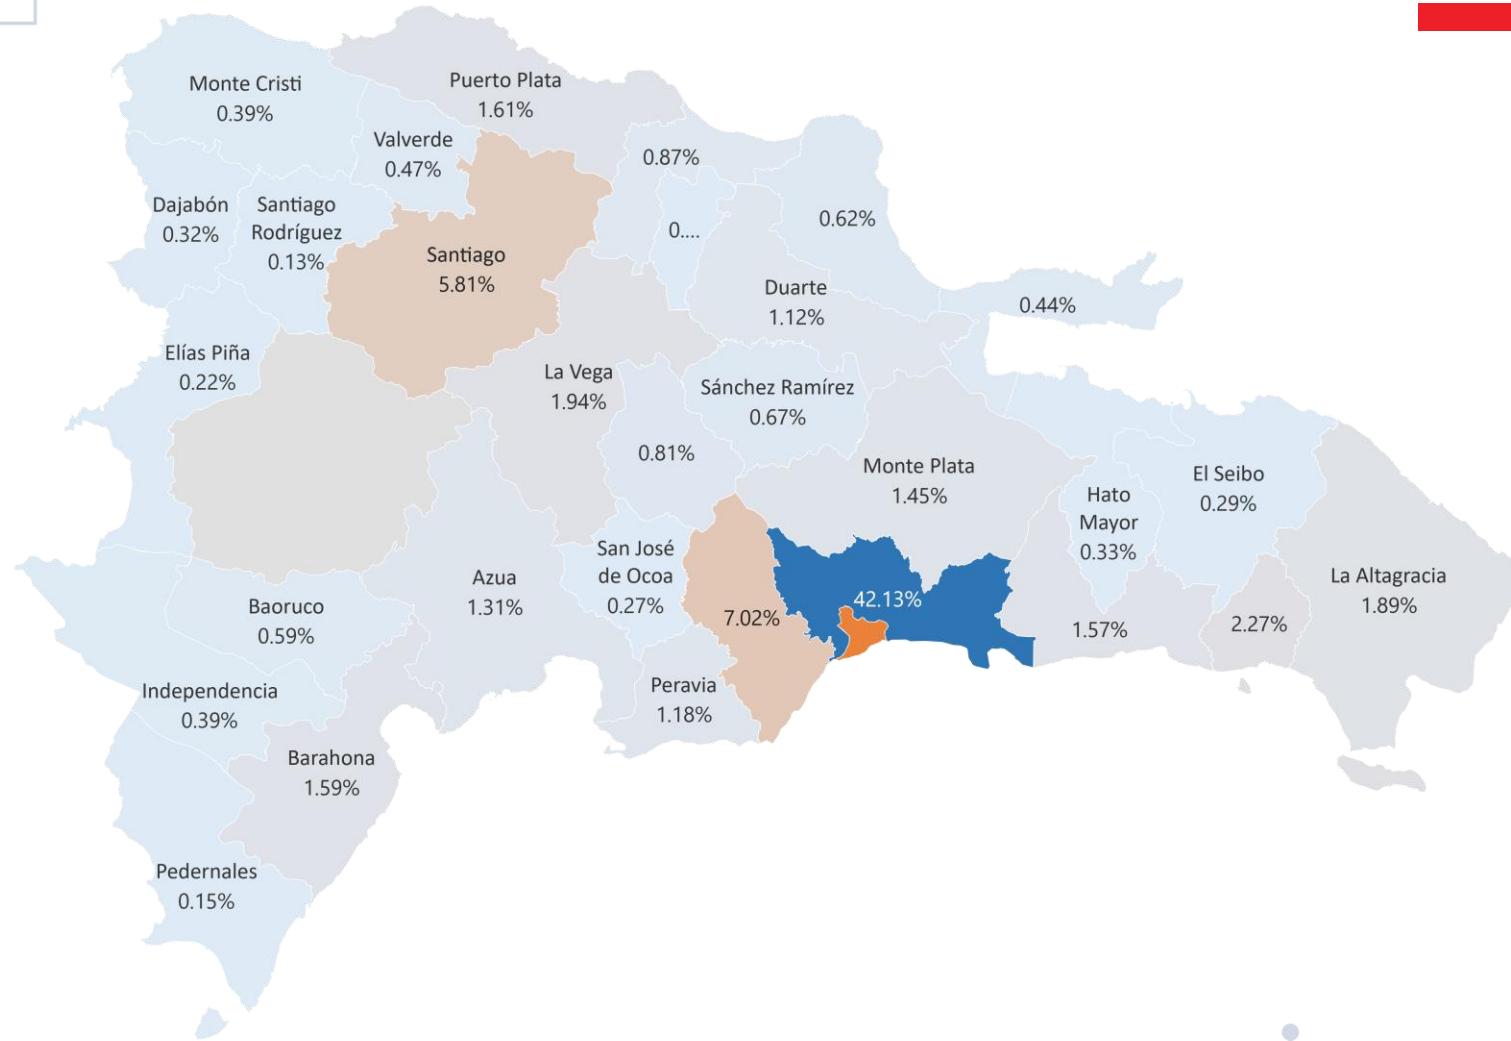 Monte Cristi
0.39%
Puerto Plata
1.61%
Valverde
0.47%
0.87%
Dajabón
0.32%
Santiago
Rodríguez
0.13%
0....
0.62%
Santiago
5.81%
Duarte
1.12%
0.44%
Elías Piña
0.22%
La Vega
1.94%
Sánchez Ramírez
0.67%
0.81%
Monte Plata
1.45%
El Seibo
0.29%
Hato
Mayor
0.33%
San José
de Ocoa
0.27%
Azua
1.31%
La Altagracia
1.89%
Baoruco
0.59%
7.02%
42.13%
1.57%
2.27%
Independencia
0.39%
Peravia
1.18%
Barahona
1.59%
Pedernales
0.15%